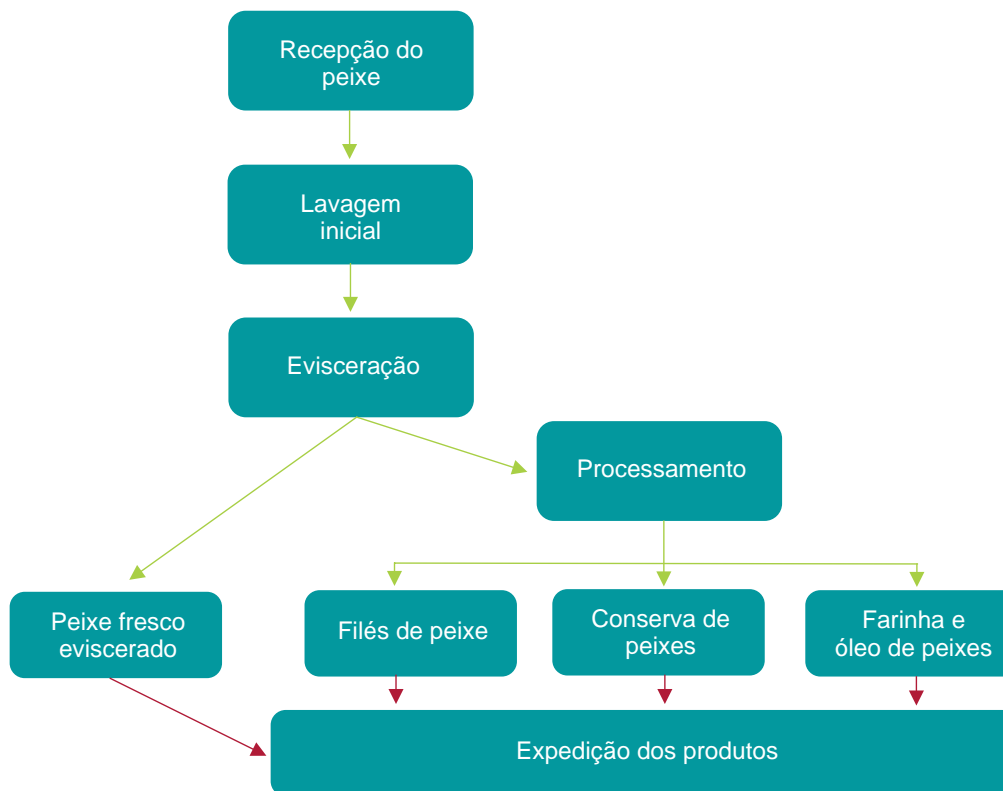 Recepção do
peixe
Lavagem
inicial
Evisceração
Processamento
Peixe fresco
eviscerado
Filés de peixe
Conserva de
peixes
Farinha e
óleo de peixes
Expedição dos produtos